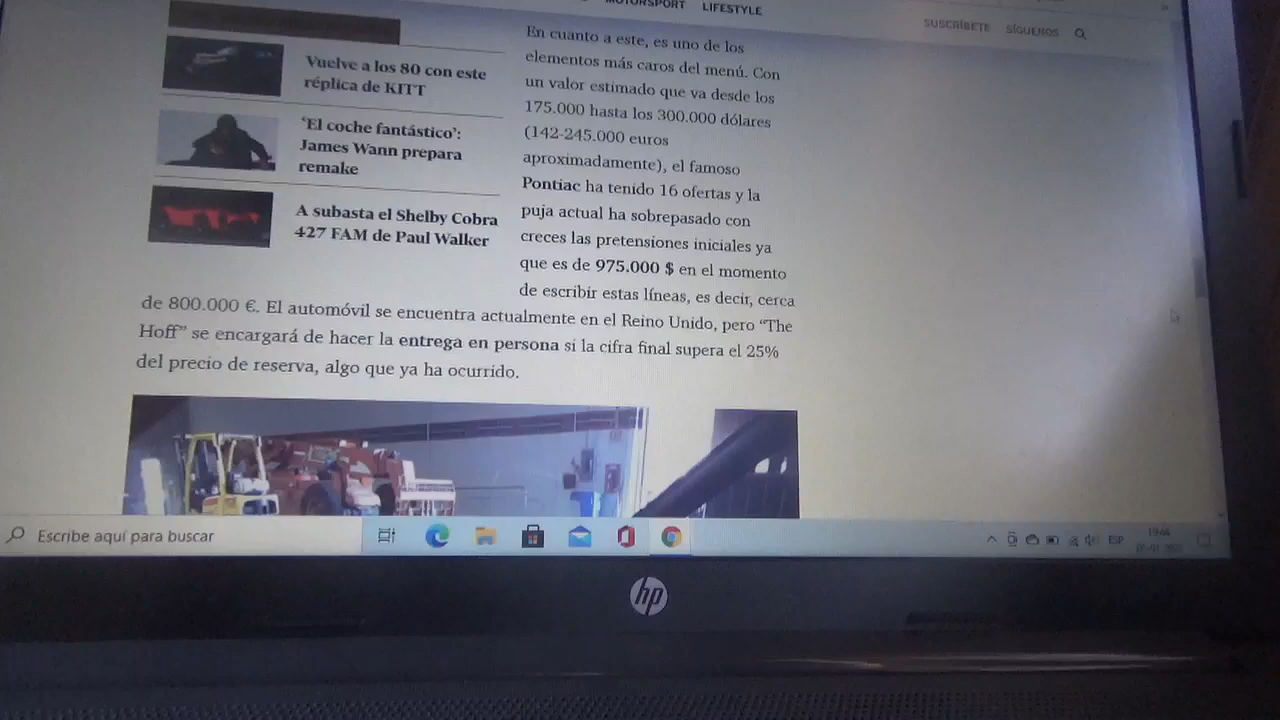 MOTORSPORT LIFESTYLE
SUSCRÍBETE SÍGUENOS
Vuelve a los 80 con este
réplica de KITT
‘El coche fantástico’:
James Wann prepara
remake
A subasta el Shelby Cobra
427 FAM de Paul Walker
En cuanto a este, es uno de los
elementos más caros del menú. Con
un valor estimado que va desde los
175.000 hasta los 300.000 dólares
(142-245.000 euros
aproximadamente), el famoso
Pontiac ha tenido 16 ofertas y la
puja actual ha sobrepasado con
creces las pretensiones iniciales ya
que es de 975.000 $ en el momento
de escribir estas líneas, es decir, cerca
de 800.000 €. El automóvil se encuentra actualmente en el Reino Unido, pero “The
Hoff” se encargará de hacer la entrega en persona si la cifra final supera el 25%
del precio de reserva, algo que ya ha ocurrido.
Escribe aquí para buscar
ESP
hp